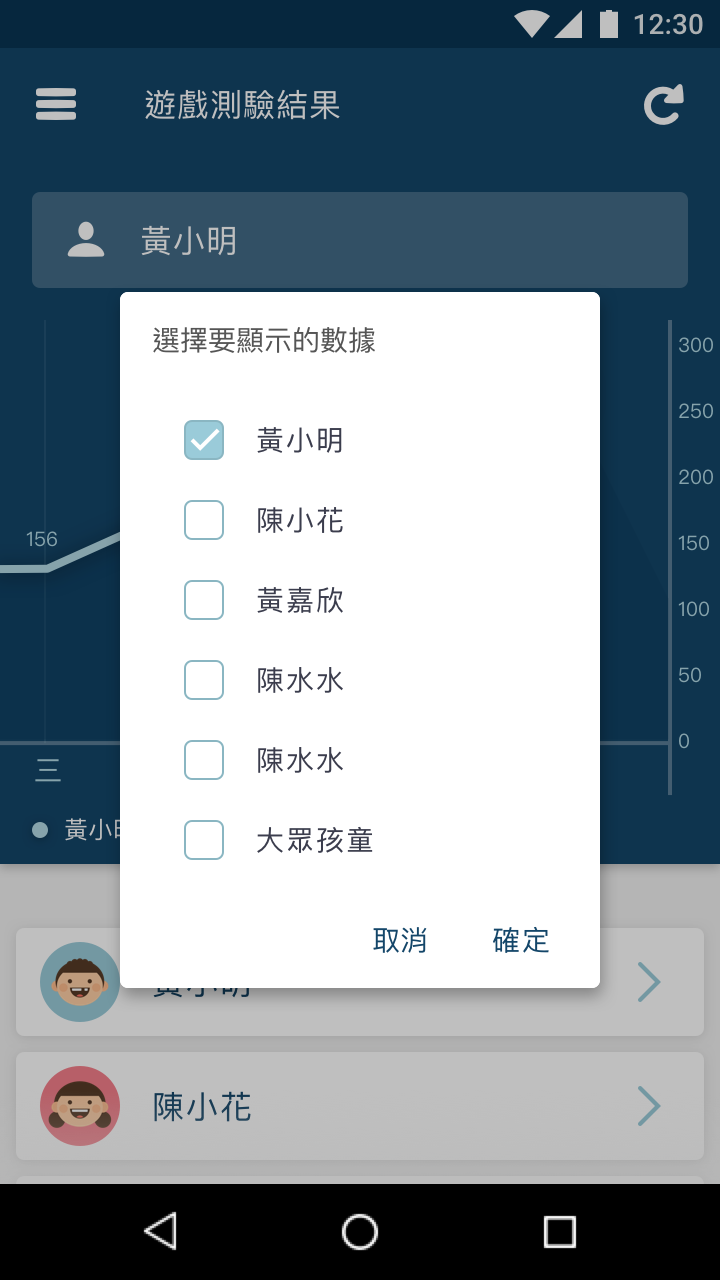 12:30
遊戲測驗結果
黃小明
選擇要顯示的數據
黃小明
陳小花
黃嘉欣
陳水水
陳水水
大眾孩童
取消 確定
300
250
200
150
100
50
0
156
三
黃小明
黃小明
陳小花